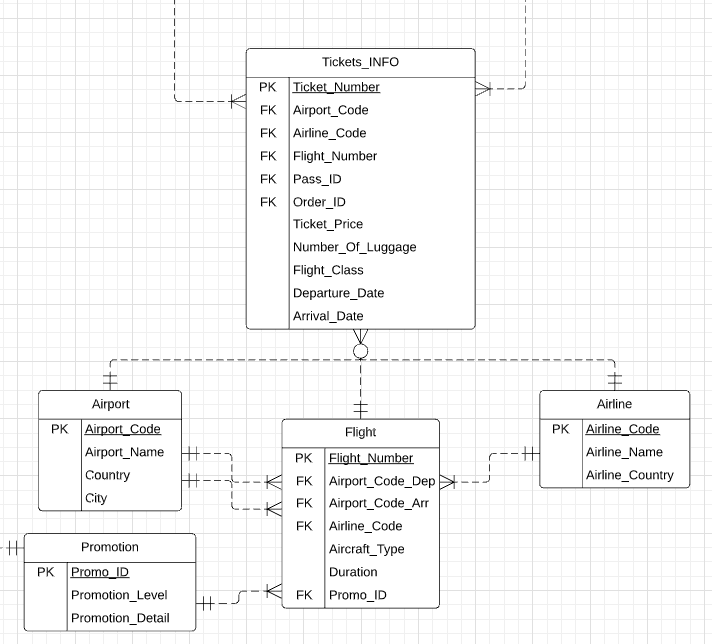 Tickets_INFO
PK Ticket_Number
FK Airport_Code
FK Airline_Code
FK Flight_Number
FK Pass_ID
FK Order_ID
Ticket_Price
Number_Of_Luggage
Flight_Class
Departure_Date
Arrival_Date
Airport
PK Airport_Code
Airport_Name
Country
City
Flight
PK Flight_Number
FK Airport_Code_Dep
FK Airport_Code_Arr
FK Airline_Code
Aircraft_Type
Duration
FK Promo_ID
Airline
PK Airline_Code
Airline_Name
Airline_Country
Promotion
PK Promo_ID
Promotion_Level
Promotion_Detail